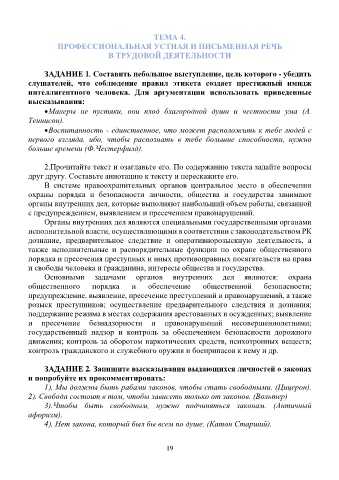 ТЕМА 4.
ПРОФЕССИОНАЛЬНАЯ УСТНАЯ И ПИСЬМЕННАЯ РЕЧЬ
В ТРУДОВОЙ ДЕЯТЕЛЬНОСТИ
ЗАДАНИЕ 1. Составить небольшое выступление, цель которого - убедить
слушателей, что соблюдение правил этикета создает престижный имидж
интеллигентного человека. Для аргументации использовать приведенные
высказывания:
•Манеры не пустяки, они плод благородной души и честности ума (А.
Теннисон).
•Воспитанность - единственное, что может расположить к тебе людей с
первого взгляда, ибо, чтобы распознать в тебе большие способности, нужно
больше времени (Ф.Честерфилд).
2.Прочитайте текст и озаглавьте его. По содержанию текста задайте вопросы
друг другу. Составьте аннотацию к тексту и перескажите его.
В системе правоохранительных органов центральное место в обеспечении
охраны порядка и безопасности личности, общества и государства занимают
органы внутренних дел, которые выполняют наибольший объем работы, связанной
с предупреждением, выявлением и пресечением правонарушений.
Органы внутренних дел являются специальными государственными органами
исполнительной власти, осуществляющими в соответствии с законодательством РК
дознание, предварительное следствие и оперативнорозыскную деятельность, а
также исполнительные и распорядительные функции по охране общественного
порядка и пресечения преступных и иных противоправных посягательств на права
и свободы человека и гражданина, интересы общества и государства.
Основными задачами органов внутренних дел являются: охрана
общественного порядка и обеспечение общественной безопасности;
предупреждение, выявление, пресечение преступлений и правонарушений, а также
розыск преступников; осуществление предварительного следствия и дознания;
поддержание режима в местах содержания арестованных и осужденных; выявление
и пресечение безнадзорности и правонарушений несовершеннолетними;
государственный надзор и контроль за обеспечением безопасности дорожного
движения; контроль за оборотом наркотических средств, психотропных веществ;
контроль гражданского и служебного оружия и боеприпасов к нему и др.
ЗАДАНИЕ 2. Запишите высказывания выдающихся личностей о законах
и попробуйте их прокомментировать:
1). Мы должны быть рабами законов, чтобы стать свободными. (Цицерон).
2). Свобода состоит в том, чтобы зависеть только от законов. (Вольтер)
3).Чтобы быть свободным, нужно подчиняться законам. (Античный
афоризм).
4). Нет закона, который был бы всем по душе. (Катон Старший).
19